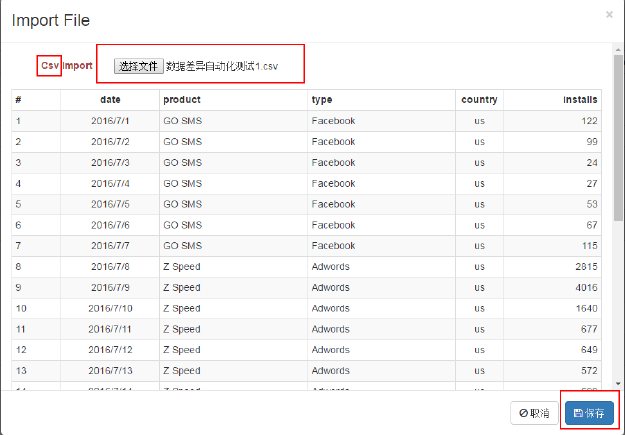 Import File ×
Csv Import 选择文件 数据差异自动化测试1.csv
# date product type country installs
1 2016/7/1 GO SMS Facebook us 122
2 2016/7/2 GO SMS Facebook us 99
3 2016/7/3 GO SMS Facebook us 24
4 2016/7/4 GO SMS Facebook us 27
5 2016/7/5 GO SMS Facebook us 53
6 2016/7/6 GO SMS Facebook us 67
7 2016/7/7 GO SMS Facebook us 115
8 2016/7/8 Z Speed Adwords us 2815
9 2016/7/9 Z Speed Adwords us 4016
10 2016/7/10 Z Speed Adwords us 1640
11 2016/7/11 Z Speed Adwords us 677
12 2016/7/12 Z Speed Adwords us 649
13 2016/7/13 Z Speed Adwords us 572
取消 保存